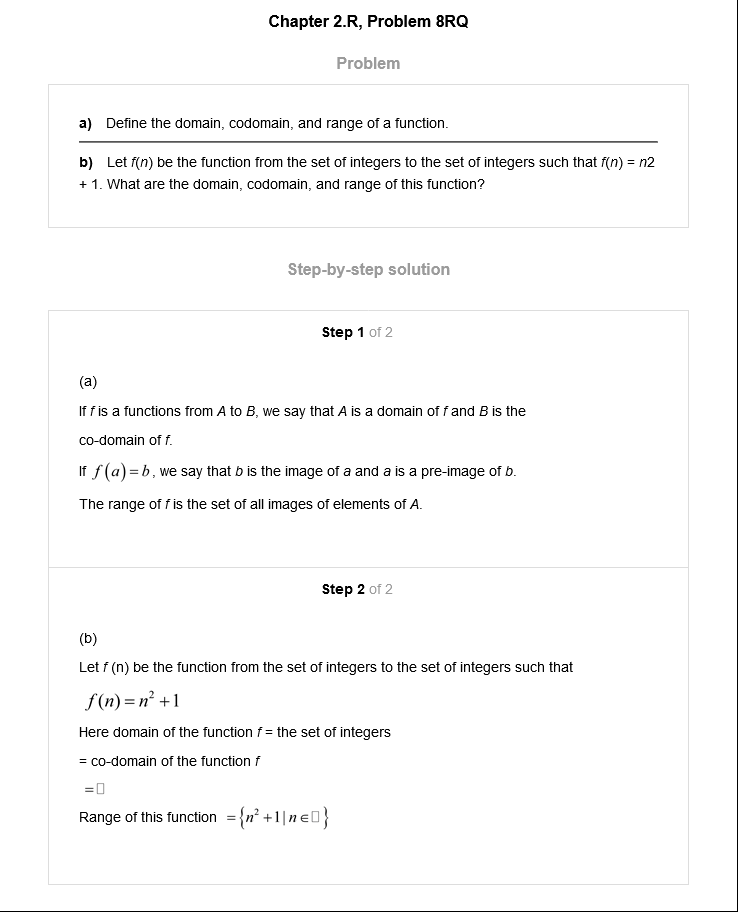 Chapter 2.R, Problem 8RQ
Problem
a) Define the domain, codomain, and range of a function.
b) Let f(n) be the function from the set of integers to the set of integers such that f(n) = n2
+ 1. What are the domain, codomain, and range of this function?
Step-by-step solution
Step 1 of 2
(a)
If f is a functions from A to B, we say that A is a domain of f and B is the
co-domain of f.
If f(a)=b, we say that b is the image of a and a is a pre-image of b.
The range of f is the set of all images of elements of A.
Step 2 of 2
(b)
Let f (n) be the function from the set of integers to the set of integers such that
f(n)=n²+1
Here domain of the function f = the set of integers
= co-domain of the function f
=▯
Range of this function ={n²+1|n∈▯}